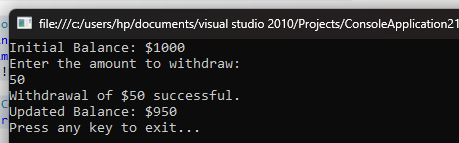 file:///c:/users/hp/documents/visual studio 2010/Projects/ConsoleApplication21
Initial Balance: $1000
Enter the amount to withdraw:
50
Withdrawal of $50 successful.
Updated Balance: $950
Press any key to exit...